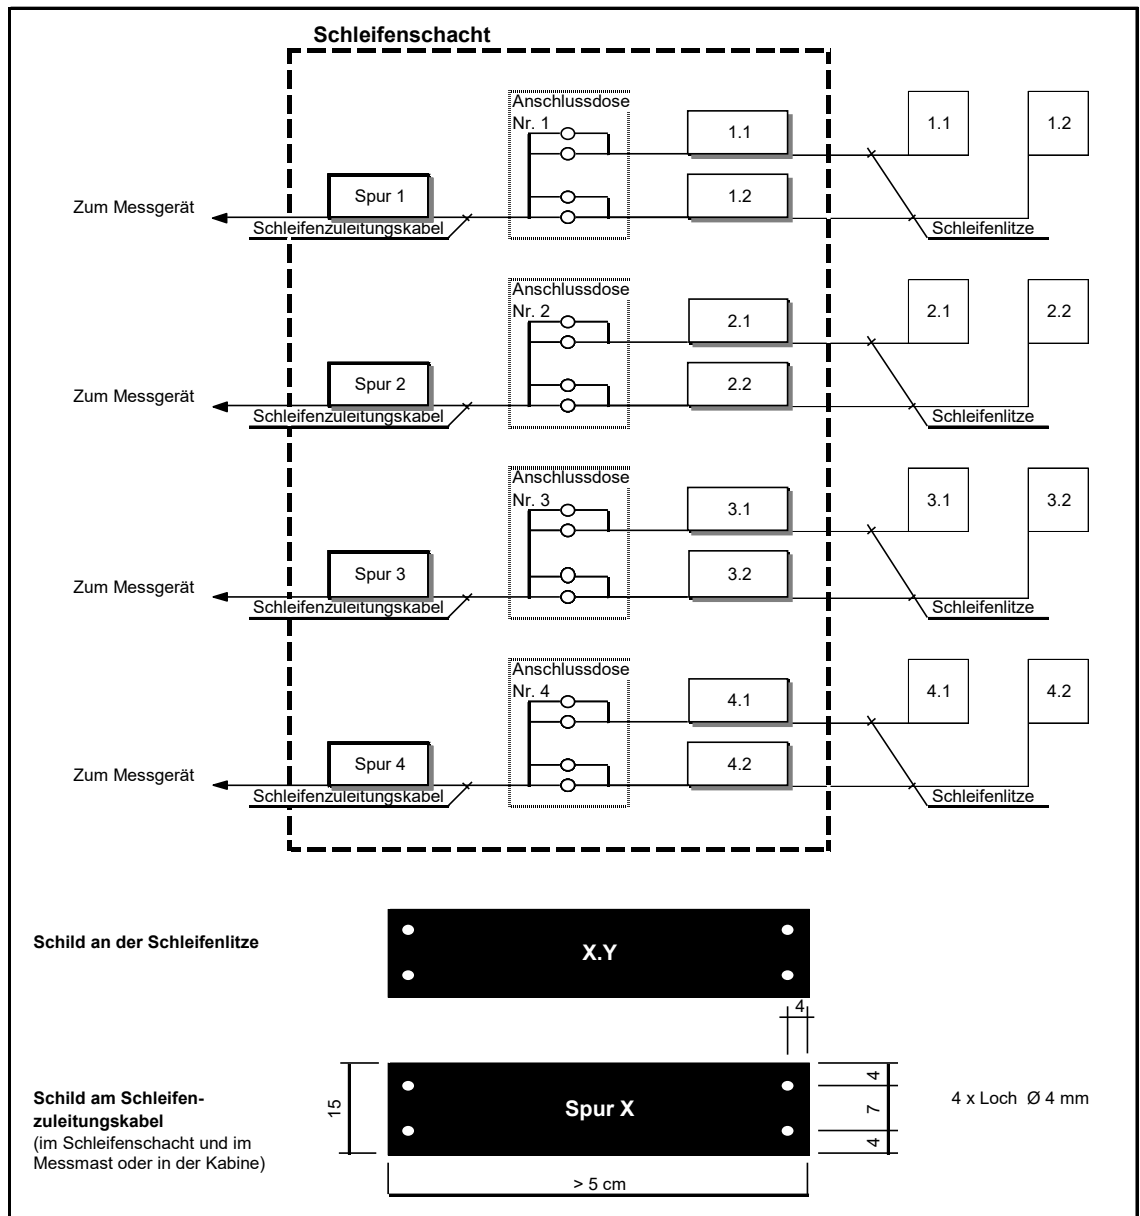 Schleifenschacht
Anschlussdose
Nr. 1
1.1
1.1
1.2
Spur 1
1.2
Zum Messgerät
Schleifenzuleitungskabel
Schleifenlitze
Anschlussdose
Nr. 2
2.1
2.1
2.2
Spur 2
2.2
Zum Messgerät
Schleifenzuleitungskabel
Schleifenlitze
Anschlussdose
Nr. 3
3.1
3.1
3.2
Spur 3
3.2
Zum Messgerät
Schleifenzuleitungskabel
Schleifenlitze
Anschlussdose
Nr. 4
4.1
4.1
4.2
Spur 4
4.2
Zum Messgerät
Schleifenzuleitungskabel
Schleifenlitze
Schild an der Schleifenlitze
X.Y
4
Schild am Schleifen-
zuleitungskabel
(im Schleifenschacht und im
Messmast oder in der Kabine)
15
Spur X
4
7
4
4 x Loch Ø 4 mm
> 5 cm